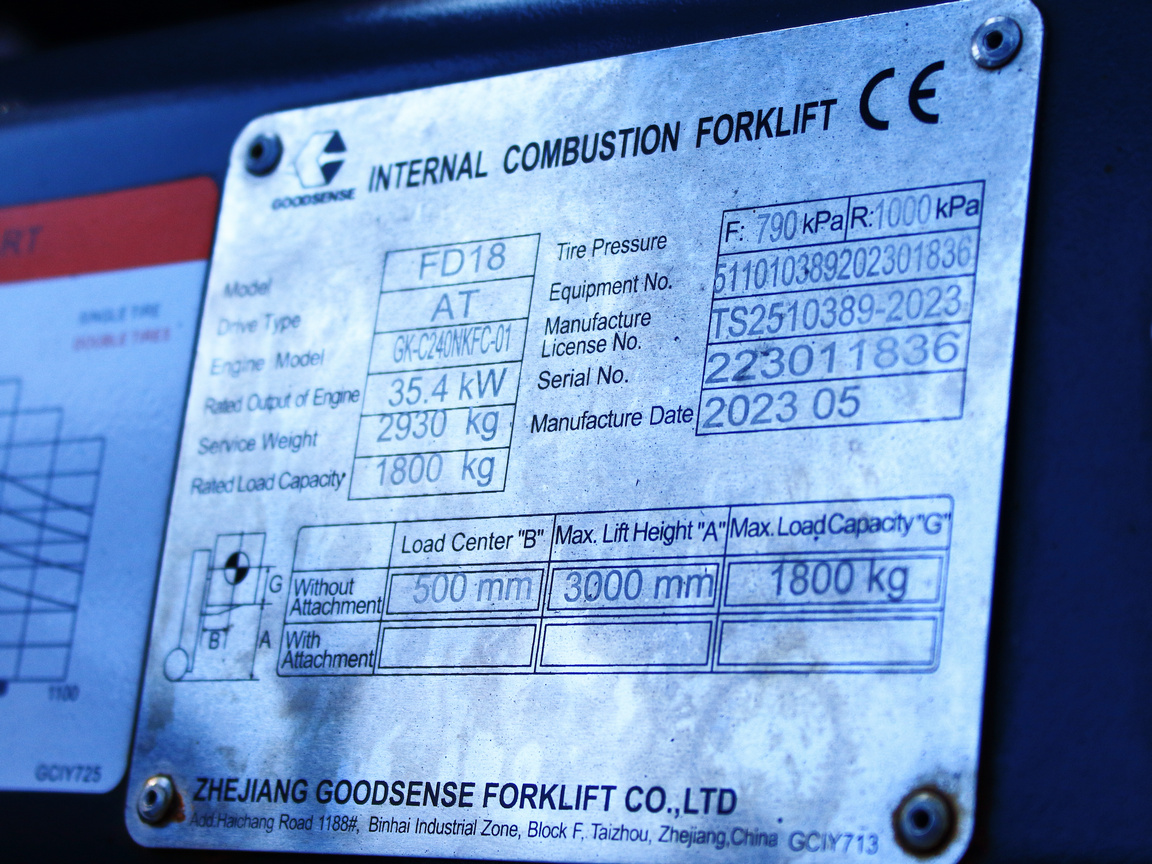 GOODSENSE INTERNAL COMBUSTION FORKLIFT CE
Model FD18
Drive Type AT
Engine Model GK-C240NKFC-01
Rated Output of Engine 35.4 kW
Service Weight 2930 kg
Rated Load Capacity 1800 kg
Tire Pressure F: 790 kPa R: 1000 kPa
Equipment No. 511010389202301836
Manufacture
License No. TS2510389-2023
Serial No. 223011836
Manufacture Date 2023 05
Load Center "B" Max. Lift Height "A" Max. Load Capacity "G"
Without
Attachment 500 mm 3000 mm 1800 kg
With
Attachment
G
B A
ZHEJIANG GOODSENSE FORKLIFT CO.,LTD
Add:Haichang Road 1188#, Binhai Industrial Zone, Block F, Taizhou, Zhejiang,China GCIY713
SINGLE TIRE
DOUBLE TIRES
1100
GCIY725